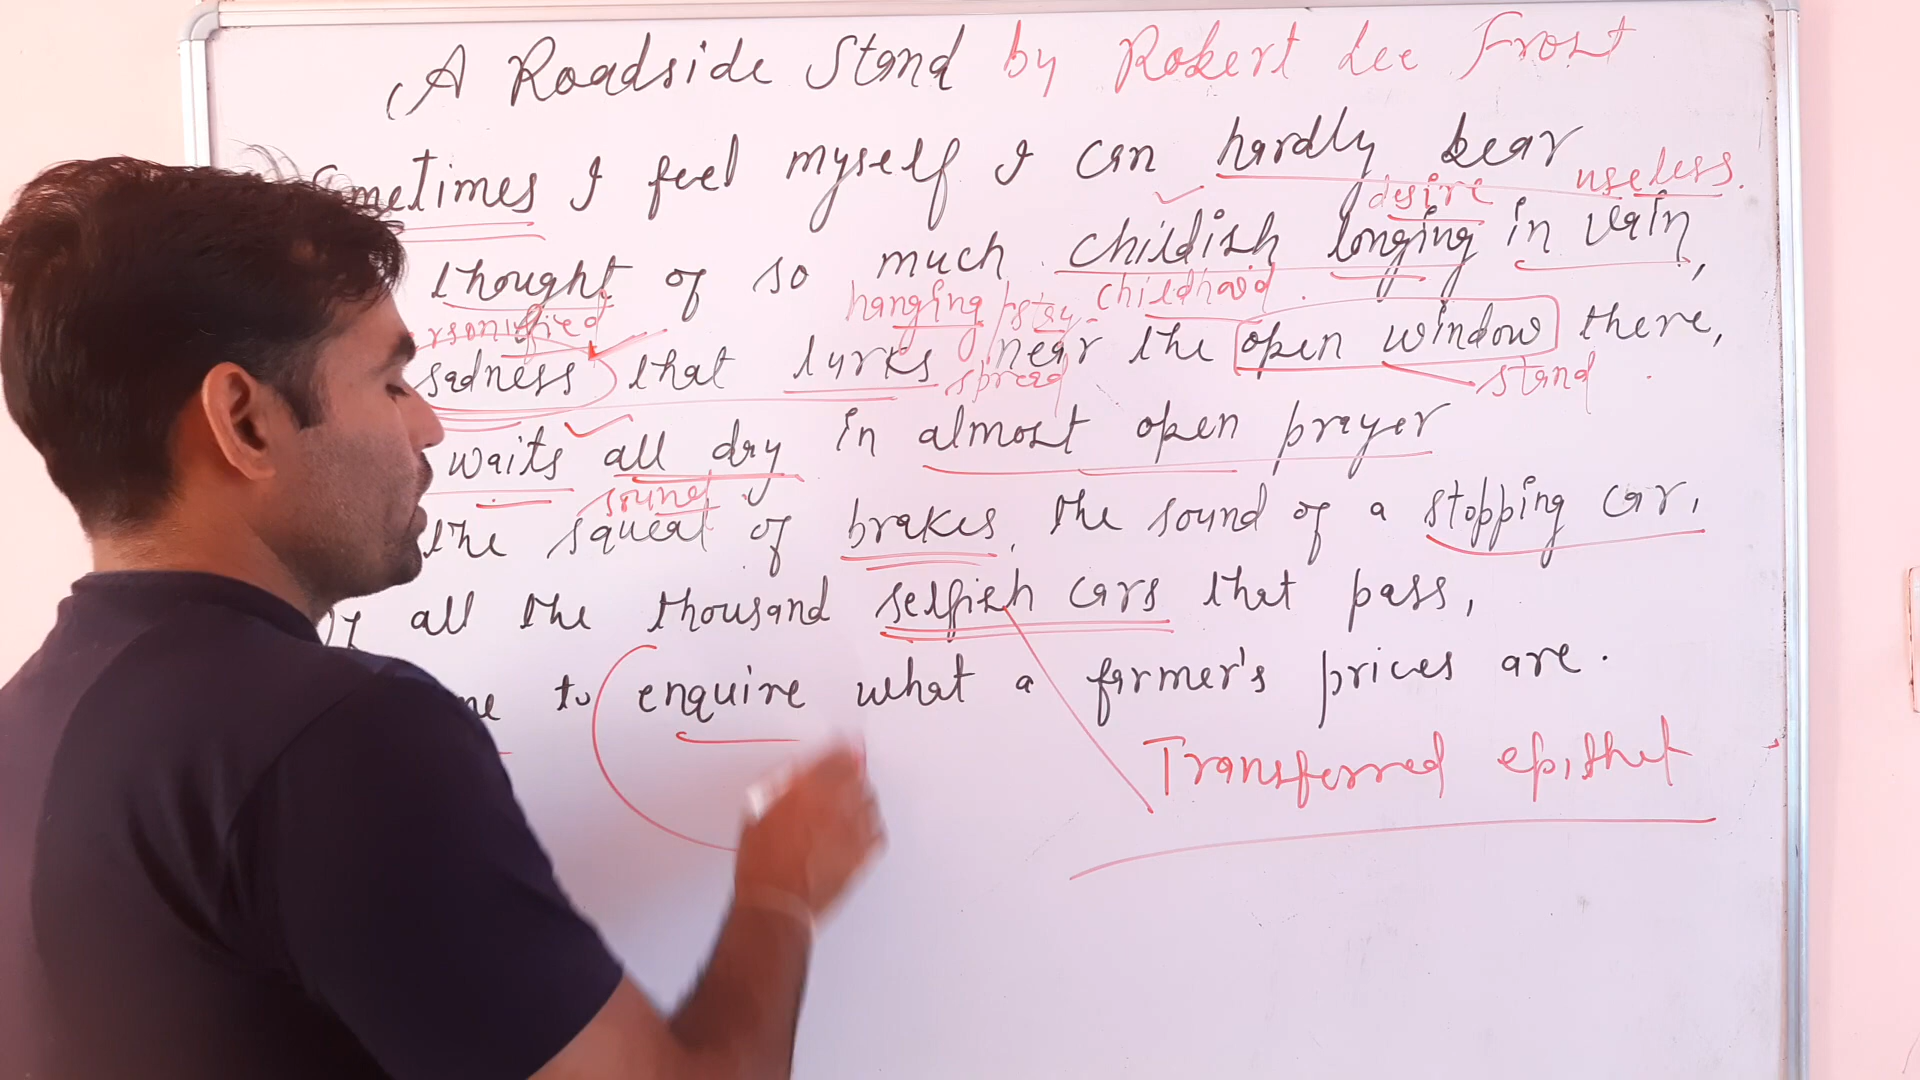 A Roadside Stand by Robert Lee Frost
Sometimes I feel myself I can hardly bear
desire useless.
thought of so much childish longing in vain,
rsonified hanging/stay childhood.
sadness that lurks near the open window there,
spread stand
waits all day in almost open prayer
sound
the squeal of brakes, the sound of a stopping car,
of all the thousand selfish cars that pass,
ne to enquire what a farmer's prices are.
Transferred epithet